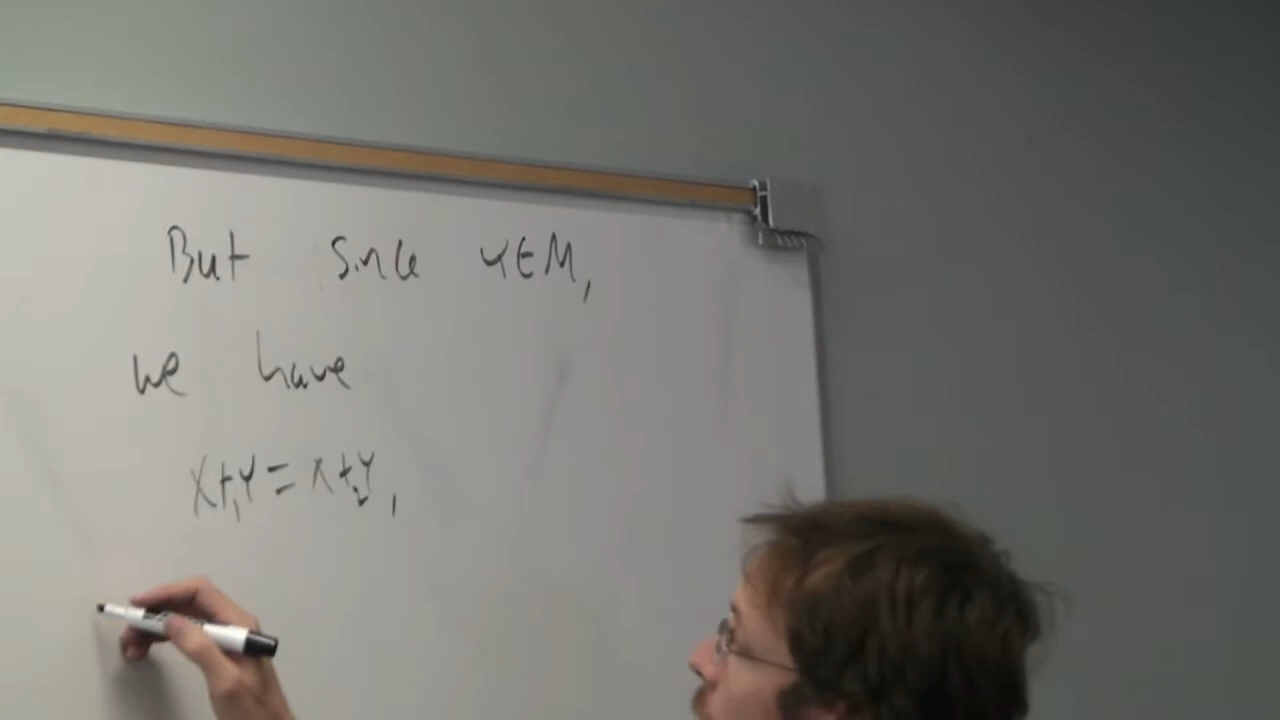 But since y∈M,
we have
x+₁y = x+₂y,